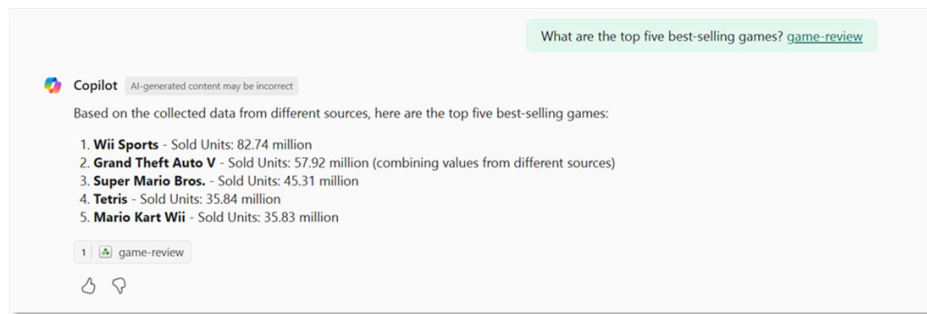 What are the top five best-selling games? game-review
Copilot AI-generated content may be incorrect
Based on the collected data from different sources, here are the top five best-selling games:
1. Wii Sports - Sold Units: 82.74 million
2. Grand Theft Auto V - Sold Units: 57.92 million (combining values from different sources)
3. Super Mario Bros. - Sold Units: 45.31 million
4. Tetris - Sold Units: 35.84 million
5. Mario Kart Wii - Sold Units: 35.83 million
1 game-review